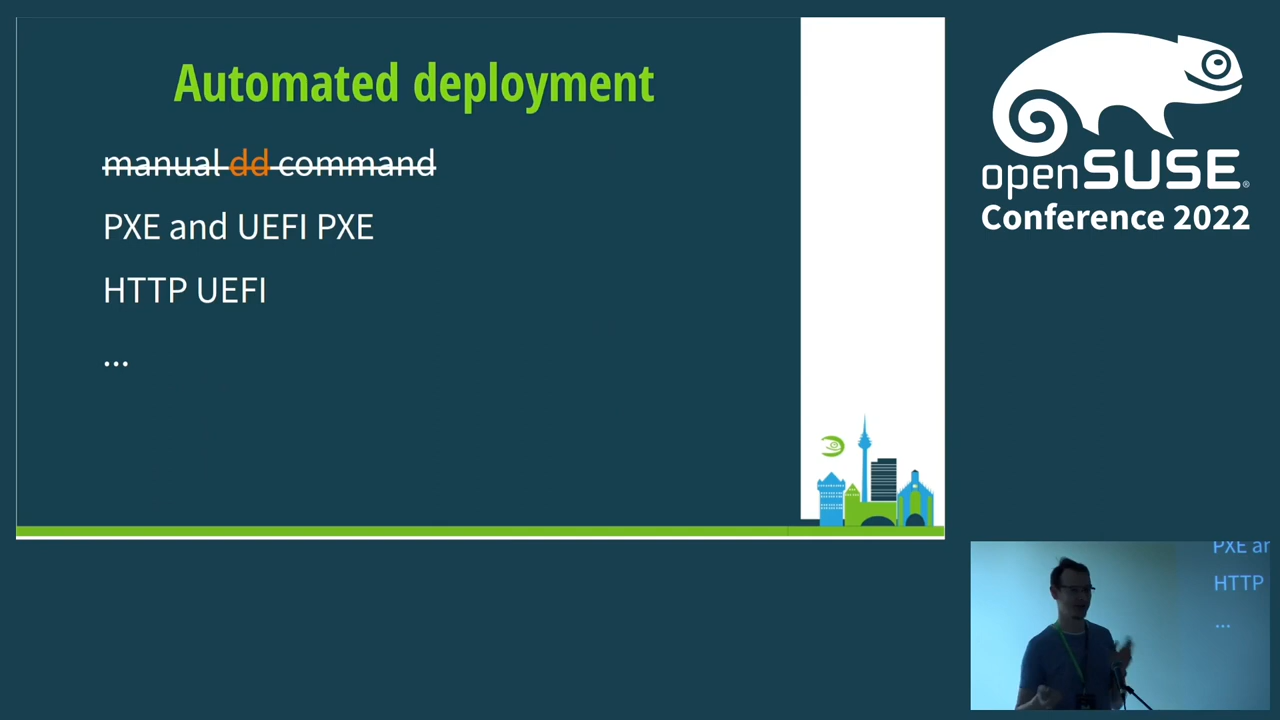 Automated deployment
manual dd command
PXE and UEFI PXE
HTTP UEFI
...
openSUSE®
Conference 2022
PXE ar
HTTP
...